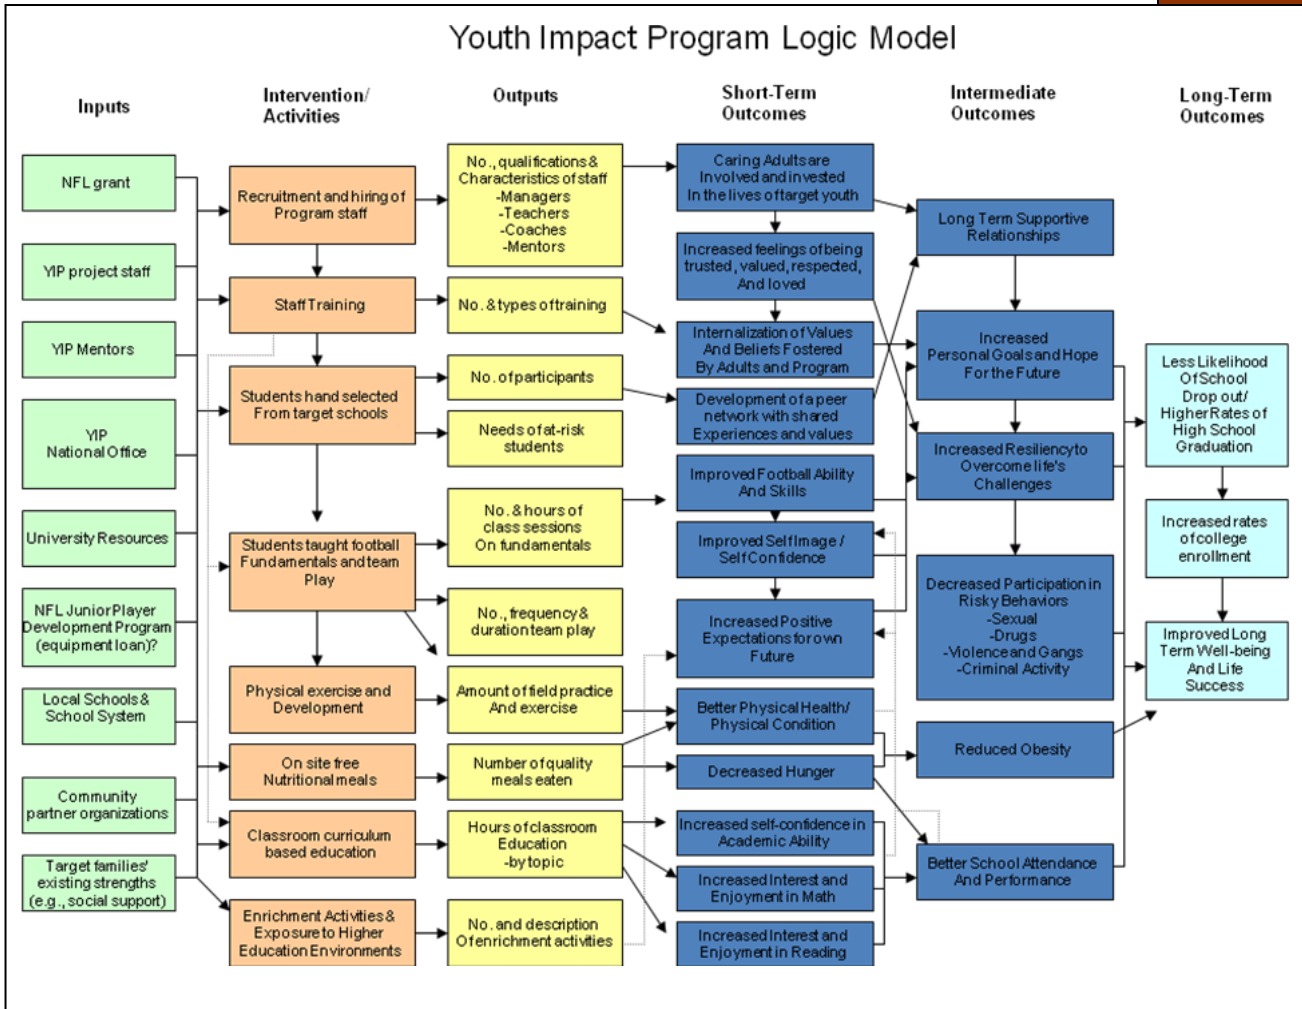 Youth Impact Program Logic Model
Inputs
Intervention/
Activities
Outputs
Short-Term
Outcomes
Intermediate
Outcomes
Long-Term
Outcomes
NFL grant
YIP project staff
YIP Mentors
YIP
National Office
University Resources
NFL Junior Player
Development Program
(equipment loan)?
Local Schools &
School System
Community
partner organizations
Target families'
existing strengths
(e.g., social support)
Recruitment and hiring of
Program staff
Staff Training
Students hand selected
From target schools
Students taught football
Fundamentals and team
Play
Physical exercise and
Development
On site free
Nutritional meals
Classroom curriculum
based education
Enrichment Activities &
Exposure to Higher
Education Environments
No., qualifications &
Characteristics of staff
-Managers
-Teachers
-Coaches
-Mentors
No. & types of training
No. of participants
Needs of at-risk
students
No. & hours of
class sessions
On fundamentals
No., frequency &
duration team play
Amount of field practice
And exercise
Number of quality
meals eaten
Hours of classroom
Education
-by topic
No. and description
Of enrichment activities
Caring Adults are
Involved and invested
In the lives of target youth
Increased feelings of being
trusted, valued, respected,
And loved
Internalization of Values
And Beliefs Fostered
By Adults and Program
Development of a peer
network with shared
Experiences and values
Improved Football Ability
And Skills
Improved Self Image /
Self Confidence
Increased Positive
Expectations for own
Future
Better Physical Health/
Physical Condition
Decreased Hunger
Increased self-confidence in
Academic Ability
Increased Interest and
Enjoyment in Math
Increased Interest and
Enjoyment in Reading
Long Term Supportive
Relationships
Increased
Personal Goals and Hope
For the Future
Increased Resiliency to
Overcome life's
Challenges
Decreased Participation in
Risky Behaviors
-Sexual
-Drugs
-Violence and Gangs
-Criminal Activity
Reduced Obesity
Better School Attendance
And Performance
Less Likelihood
Of School
Drop out/
Higher Rates of
High School
Graduation
Increased rates
of college
enrollment
Improved Long
Term Well-being
And Life
Success